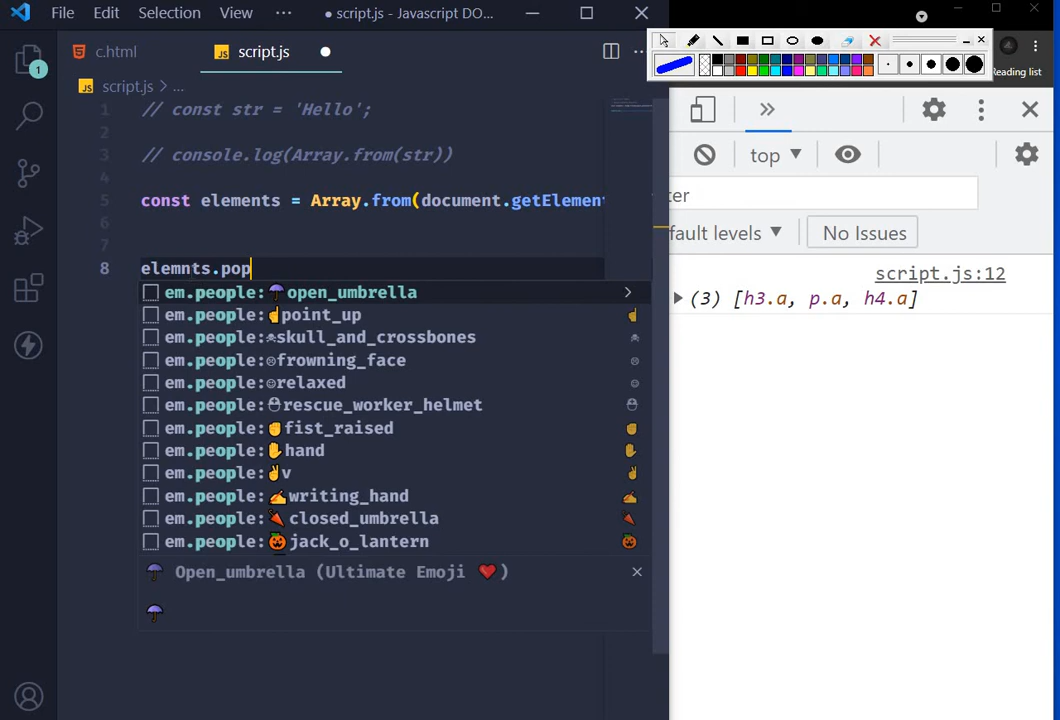 File Edit Selection View ··· ● script.js - Javascript DO...
c.html script.js
script.js > ...
1 // const str = 'Hello';
2
3 // console.log(Array.from(str))
4
5 const elements = Array.from(document.getElement
6
7
8 elemnts.pop
em.people:☂open_umbrella
em.people:☝point_up
em.people:☠skull_and_crossbones
em.people:☹frowning_face
em.people:☺relaxed
em.people:⛑rescue_worker_helmet
em.people:✊fist_raised
em.people:✋hand
em.people:✌v
em.people:✍writing_hand
em.people:🌂closed_umbrella
em.people:🎃jack_o_lantern
Open_umbrella (Ultimate Emoji ❤)
1
Reading list
top
ter
fault levels No Issues
script.js:12
(3) [h3.a, p.a, h4.a]